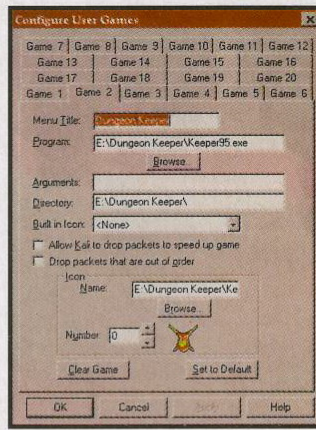 Configure User Games
Game 7 Game 8 Game 9 Game 10 Game 11 Game 12
Game 13 Game 14 Game 15 Game 16
Game 17 Game 18 Game 19 Game 20
Game 1 Game 2 Game 3 Game 4 Game 5 Game 6
Menu Title: Dungeon Keeper
Program: E:\Dungeon Keeper\Keeper95.exe
Browse...
Arguments:
Directory: E:\Dungeon Keeper\
Built in Icon: <None>
Allow Kali to drop packets to speed up game
Drop packets that are out of order
Icon
Name: E:\Dungeon Keeper\Ke
Browse...
Number: 0
Clear Game Set to Default
OK Cancel Apply Help